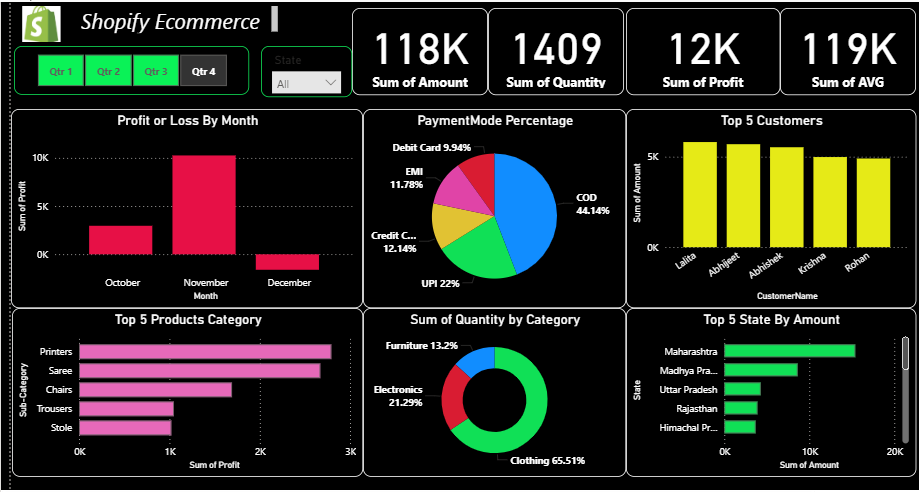 S
Shopify Ecommerce
Qtr 1
Qtr 2
Qtr 3
Qtr 4
State
All
118K
Sum of Amount
1409
Sum of Quantity
12K
Sum of Profit
119K
Sum of AVG
Profit or Loss By Month
Sum of Profit
10K
5K
0K
October
November
December
Month
PaymentMode Percentage
Debit Card 9.94%
EMI
11.78%
Credit C...
12.14%
UPI 22%
COD
44.14%
Top 5 Customers
Sum of Amount
5K
0K
Lalita
Abhijeet
Abhishek
Krishna
Rohan
CustomerName
Top 5 Products Category
Sub-Category
Printers
Saree
Chairs
Trousers
Stole
0K
1K
2K
3K
Sum of Profit
Sum of Quantity by Category
Furniture 13.2%
Electronics
21.29%
Clothing 65.51%
Top 5 State By Amount
State
Maharashtra
Madhya Pra...
Uttar Pradesh
Rajasthan
Himachal Pr...
0K
10K
20K
Sum of Amount